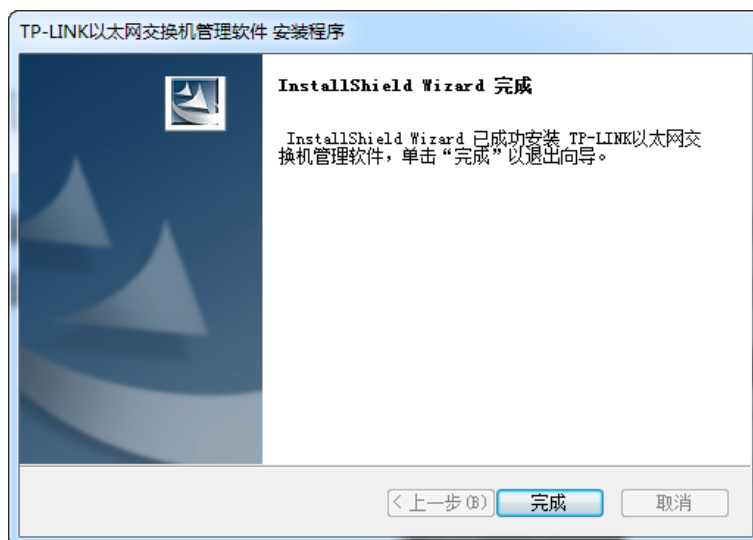 TP-LINK以太网交换机管理软件 安装程序
InstallShield Wizard 完成
InstallShield Wizard 已成功安装 TP-LINK以太网交
换机管理软件，单击“完成”以退出向导。
< 上一步(B) 完成 取消